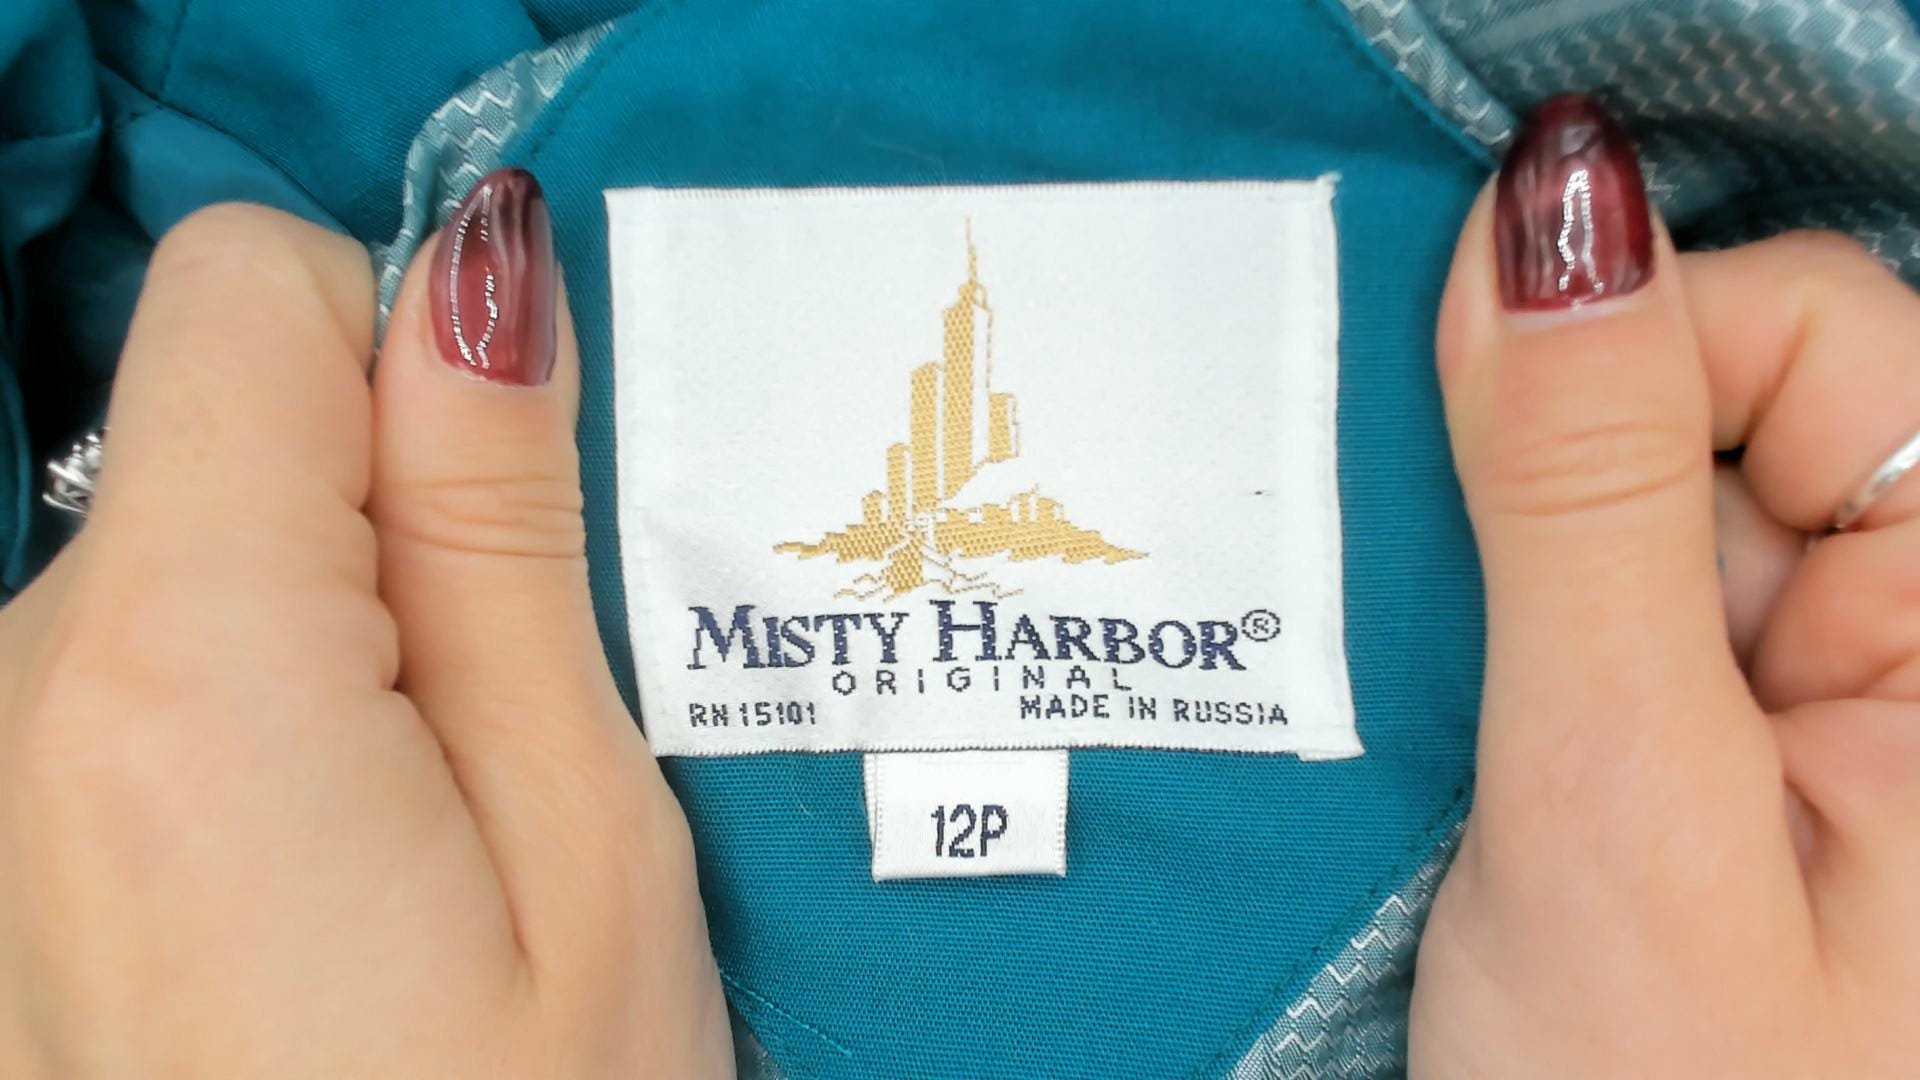 MISTY HARBOR®
ORIGINAL
RN 15101 MADE IN RUSSIA
12P